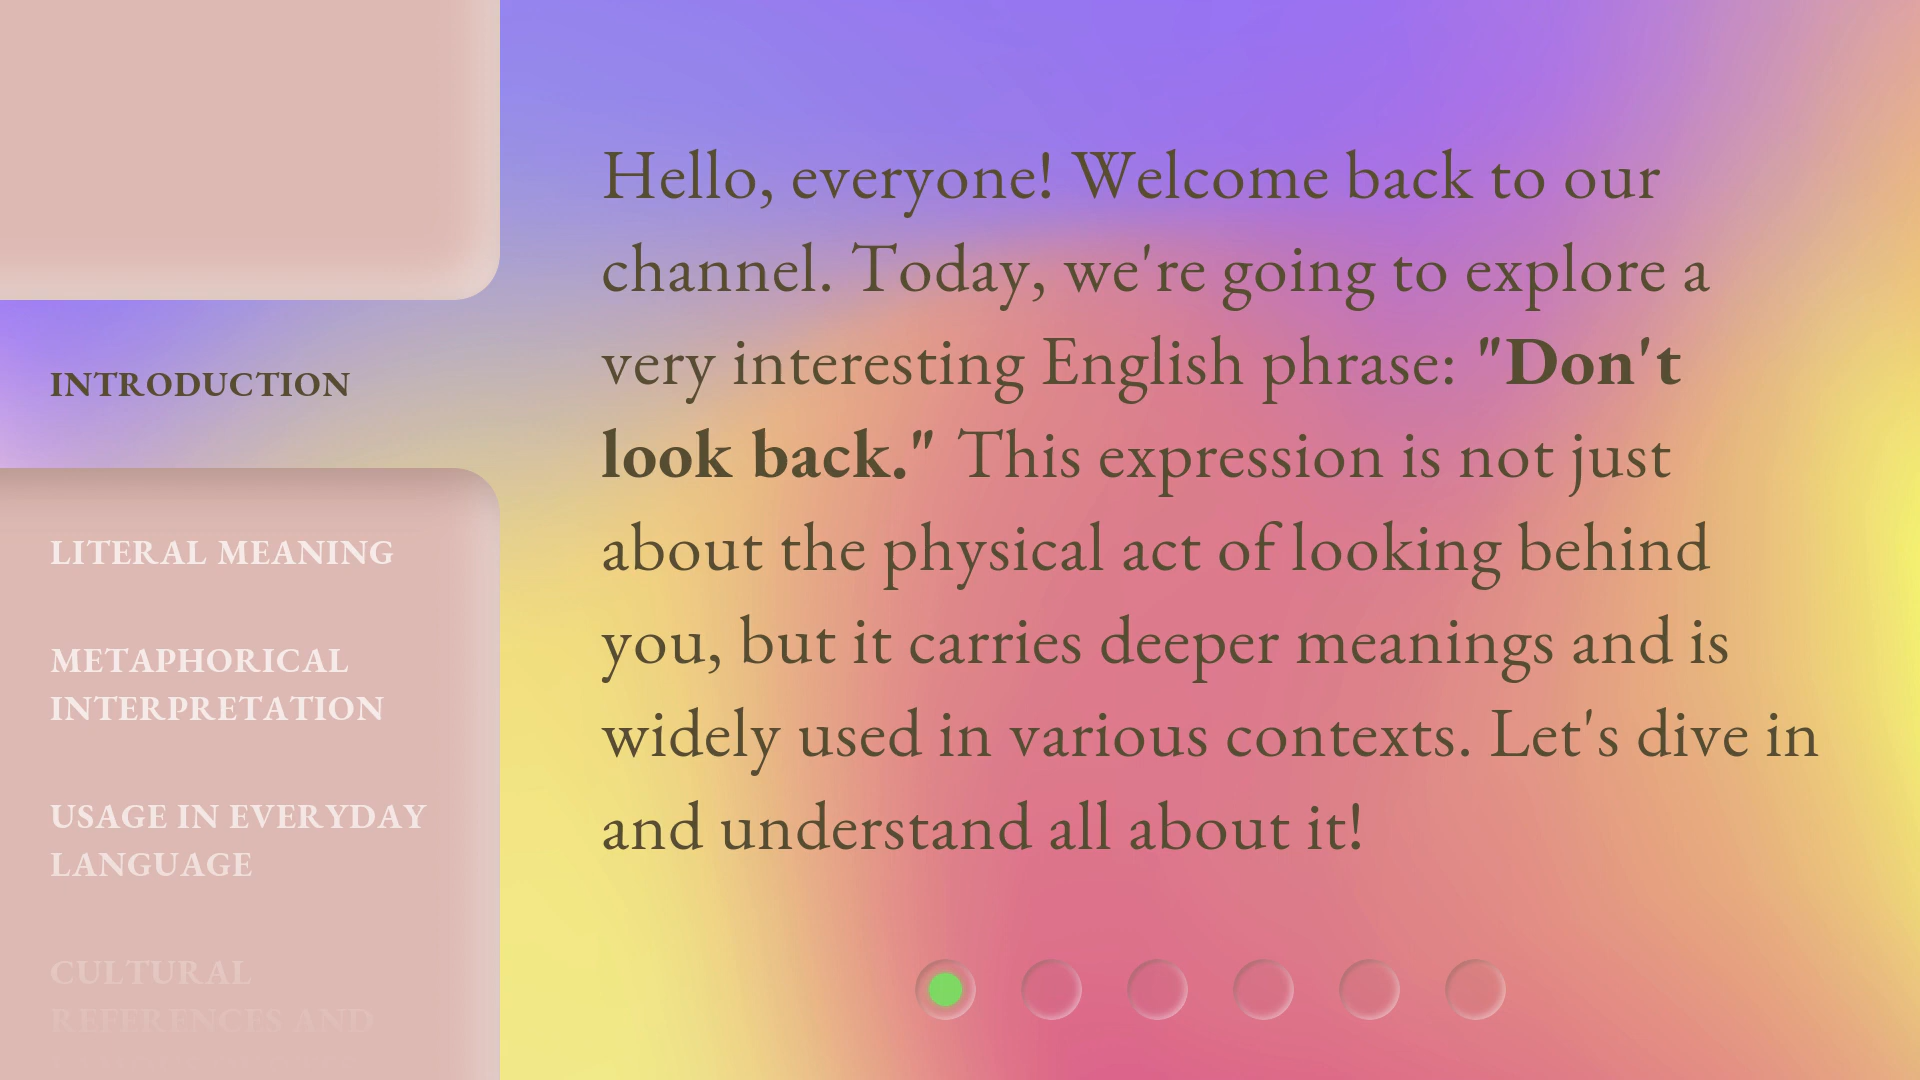 INTRODUCTION
LITERAL MEANING
METAPHORICAL
INTERPRETATION
USAGE IN EVERYDAY
LANGUAGE
CULTURAL
REFERENCES AND
Hello, everyone! Welcome back to our
channel. Today, we're going to explore a
very interesting English phrase: "Don't
look back." This expression is not just
about the physical act of looking behind
you, but it carries deeper meanings and is
widely used in various contexts. Let's dive in
and understand all about it!